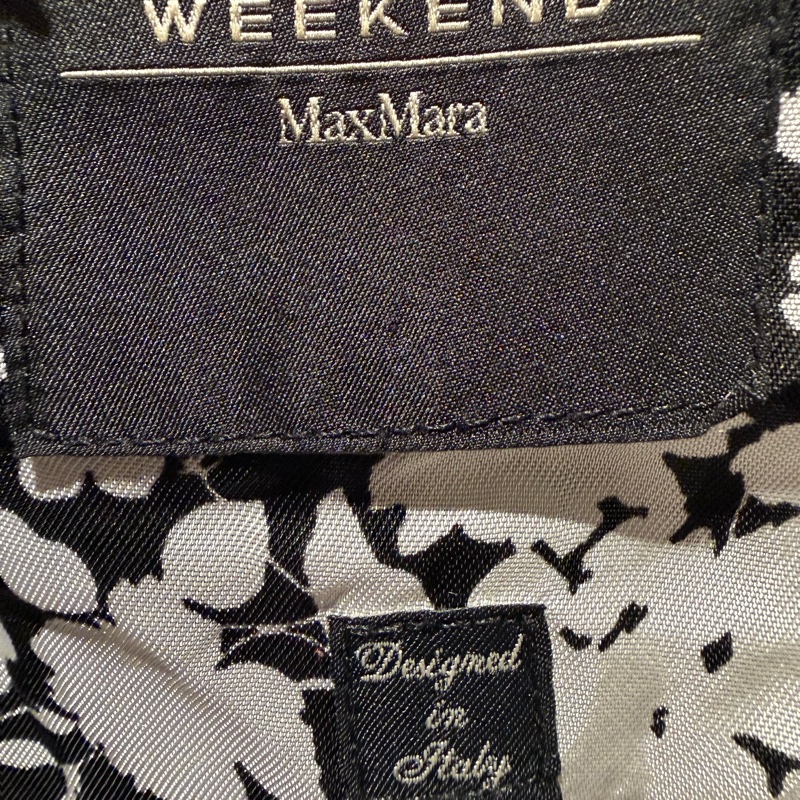 WEEKEND
MaxMara
Designed
in
Italy